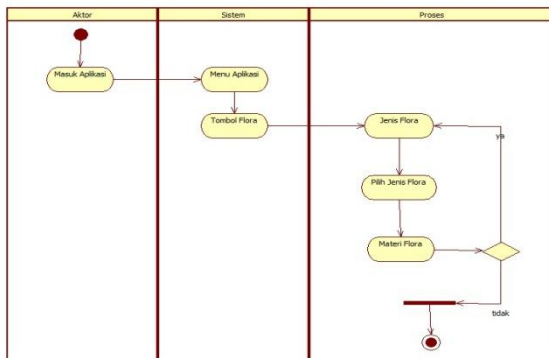 Aktor
Sistem
Proses
Masuk Aplikasi
Menu Aplikasi
Tombol Flora
Jenis Flora
ya
Pilih Jenis Flora
Materi Flora
tidak